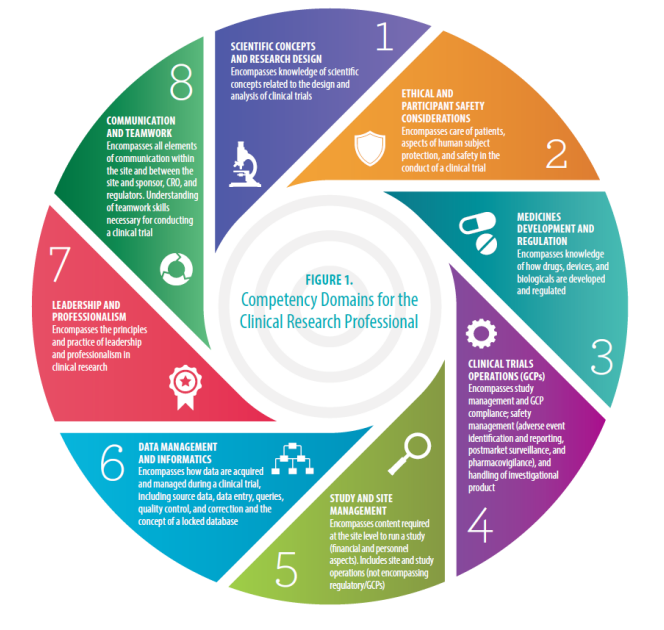 FIGURE 1.
Competency Domains for the
Clinical Research Professional
1
SCIENTIFIC CONCEPTS
AND RESEARCH DESIGN
Encompasses knowledge of scientific
concepts related to the design and
analysis of clinical trials
2
ETHICAL AND
PARTICIPANT SAFETY
CONSIDERATIONS
Encompasses care of patients,
aspects of human subject
protection, and safety in the
conduct of a clinical trial
3
MEDICINES
DEVELOPMENT AND
REGULATION
Encompasses knowledge
of how drugs, devices, and
biologicals are developed
and regulated
4
CLINICAL TRIALS
OPERATIONS (GCPs)
Encompasses study
management and GCP
compliance; safety
management (adverse event
identification and reporting,
postmarket surveillance, and
pharmacovigilance), and
handling of investigational
product
5
STUDY AND SITE
MANAGEMENT
Encompasses content required
at the site level to run a study
(financial and personnel
aspects). Includes site and study
operations (not encompassing
regulatory/GCPs)
6
DATA MANAGEMENT
AND INFORMATICS
Encompasses how data are acquired
and managed during a clinical trial,
including source data, data entry, queries,
quality control, and correction and the
concept of a locked database
7
LEADERSHIP AND
PROFESSIONALISM
Encompasses the principles
and practice of leadership
and professionalism in
clinical research
8
COMMUNICATION
AND TEAMWORK
Encompasses all elements
of communication within
the site and between the
site and sponsor, CRO, and
regulators. Understanding
of teamwork skills
necessary for conducting
a clinical trial